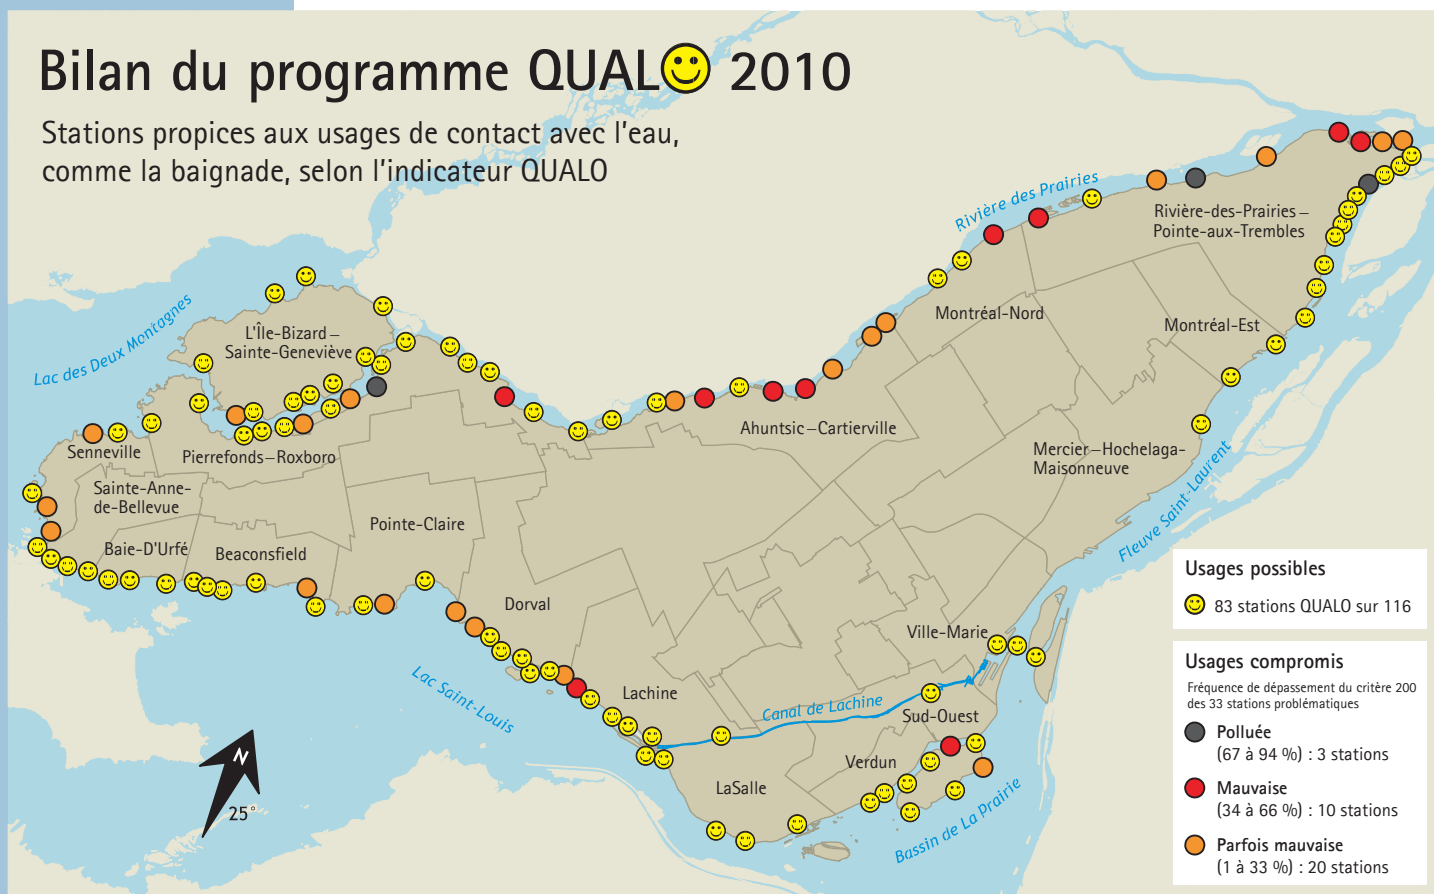 Bilan du programme QUALO 2010
Stations propices aux usages de contact avec l'eau,
comme la baignade, selon l'indicateur QUALO
Rivière des Prairies
Rivière-des-Prairies–
Pointe-aux-Trembles
Lac des Deux Montagnes
L'Île-Bizard–
Sainte-Geneviève
Montréal-Nord
Montréal-Est
Ahuntsic–Cartierville
Mercier–Hochelaga-
Maisonneuve
Senneville
Pierrefonds–Roxboro
Sainte-Anne-
de-Bellevue
Pointe-Claire
Baie-D'Urfé
Beaconsfield
Fleuve Saint-Laurent
Dorval
Ville-Marie
Lac Saint-Louis
Lachine
Canal de Lachine
Sud-Ouest
Verdun
LaSalle
Bassin de La Prairie
N
25°
Usages possibles
83 stations QUALO sur 116
Usages compromis
Fréquence de dépassement du critère 200
des 33 stations problématiques
Polluée
(67 à 94 %) : 3 stations
Mauvaise
(34 à 66 %) : 10 stations
Parfois mauvaise
(1 à 33 %) : 20 stations